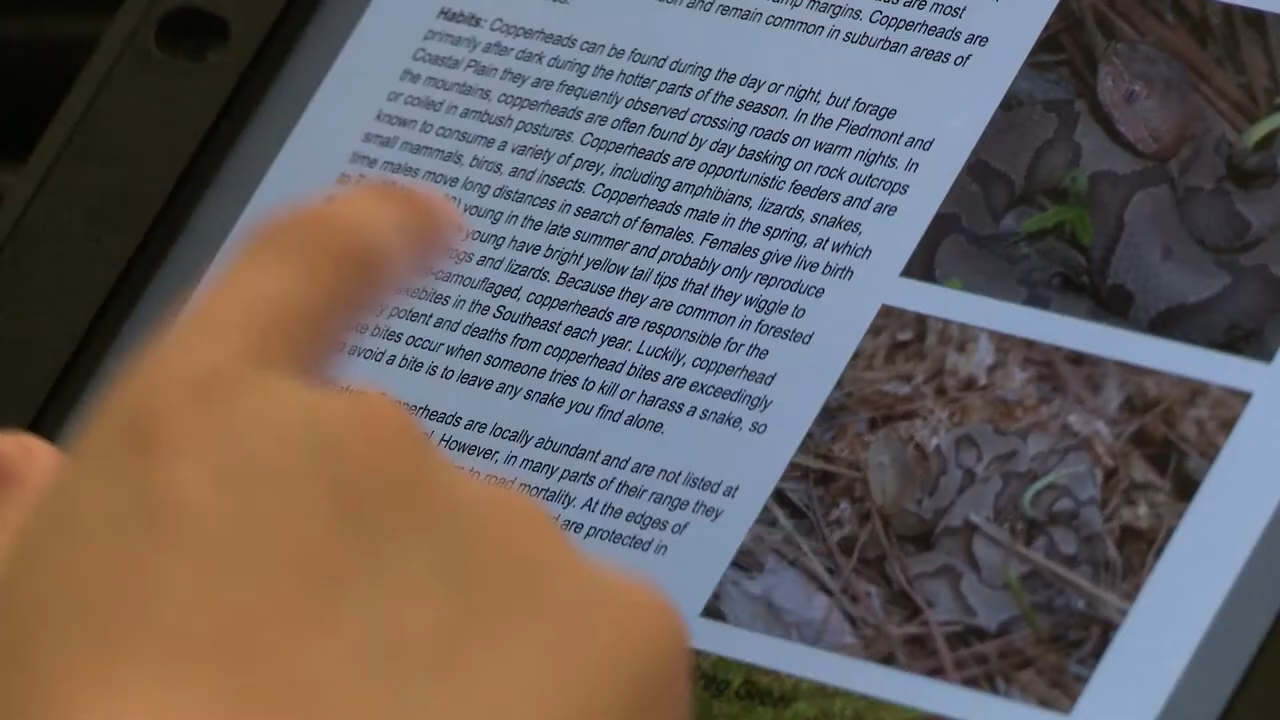 are most
margins. Copperheads are
and remain common in suburban areas of
Habits: Copperheads can be found during the day or night, but forage
primarily after dark during the hotter parts of the season. In the Piedmont and
Coastal Plain they are frequently observed crossing roads on warm nights. In
the mountains, copperheads are often found by day basking on rock outcrops
or coiled in ambush postures. Copperheads are opportunistic feeders and are
known to consume a variety of prey, including amphibians, lizards, snakes,
small mammals, birds, and insects. Copperheads mate in the spring, at which
time males move long distances in search of females. Females give live birth
to young in the late summer and probably only reproduce
young have bright yellow tail tips that they wiggle to
frogs and lizards. Because they are common in forested
-camouflaged, copperheads are responsible for the
kebites in the Southeast each year. Luckily, copperhead
y potent and deaths from copperhead bites are exceedingly
ke bites occur when someone tries to kill or harass a snake, so
avoid a bite is to leave any snake you find alone.
Copperheads are locally abundant and are not listed at
l. However, in many parts of their range they
to road mortality. At the edges of
are protected in